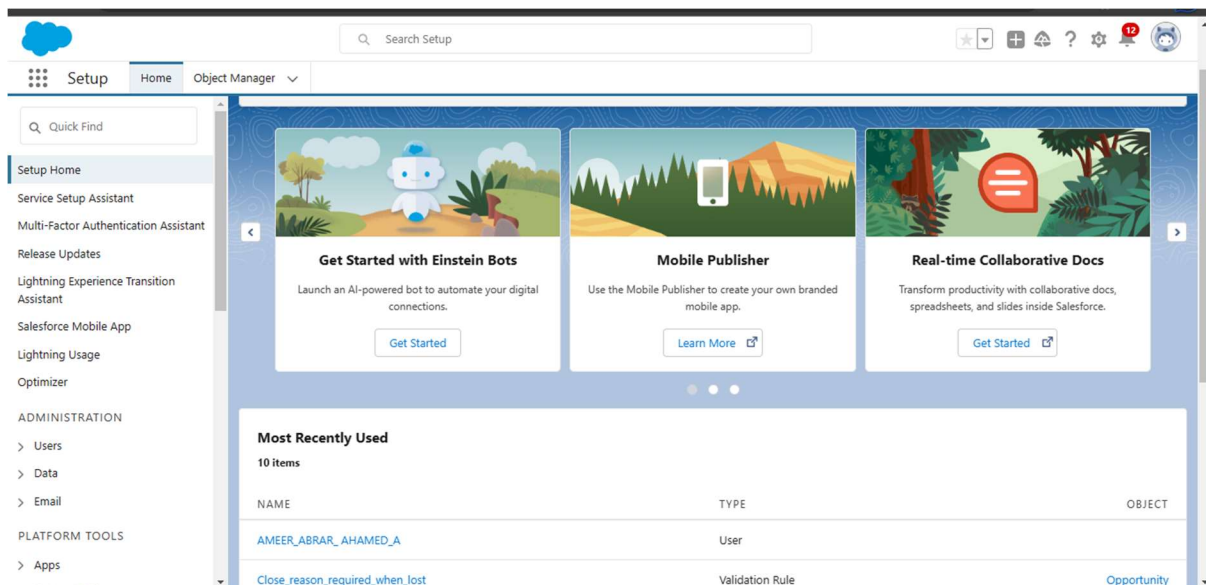 Search Setup
12
Setup
Home
Object Manager
Quick Find
Setup Home
Service Setup Assistant
Multi-Factor Authentication Assistant
Release Updates
Lightning Experience Transition
Assistant
Salesforce Mobile App
Lightning Usage
Optimizer
ADMINISTRATION
Users
Data
Email
PLATFORM TOOLS
Apps
Get Started with Einstein Bots
Launch an AI-powered bot to automate your digital
connections.
Get Started
Mobile Publisher
Use the Mobile Publisher to create your own branded
mobile app.
Learn More
Real-time Collaborative Docs
Transform productivity with collaborative docs,
spreadsheets, and slides inside Salesforce.
Get Started
Most Recently Used
10 items
NAME TYPE OBJECT
AMEER_ABRAR_ AHAMED_A User
Close_reason_required_when_lost Validation Rule Opportunity